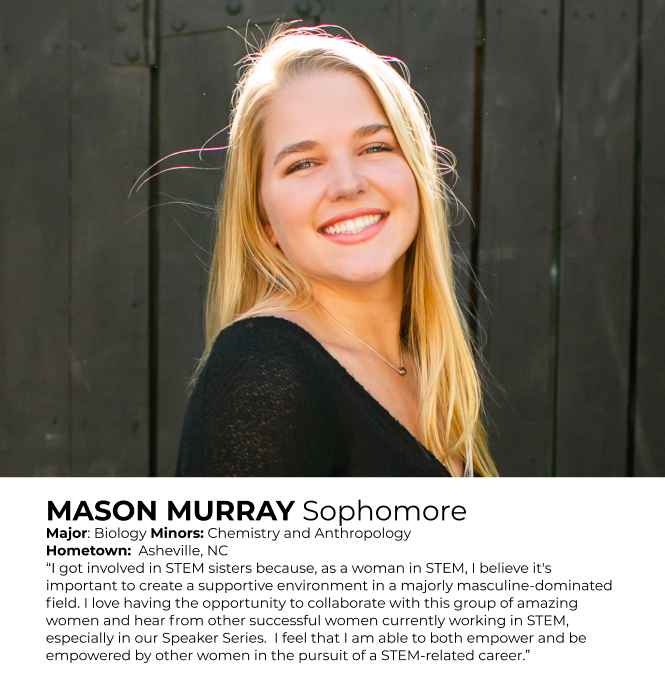 MASON MURRAY Sophomore
Major: Biology Minors: Chemistry and Anthropology
Hometown:  Asheville, NC
“I got involved in STEM sisters because, as a woman in STEM, I believe it's
important to create a supportive environment in a majorly masculine-dominated
field. I love having the opportunity to collaborate with this group of amazing
women and hear from other successful women currently working in STEM,
especially in our Speaker Series.  I feel that I am able to both empower and be
empowered by other women in the pursuit of a STEM-related career.”